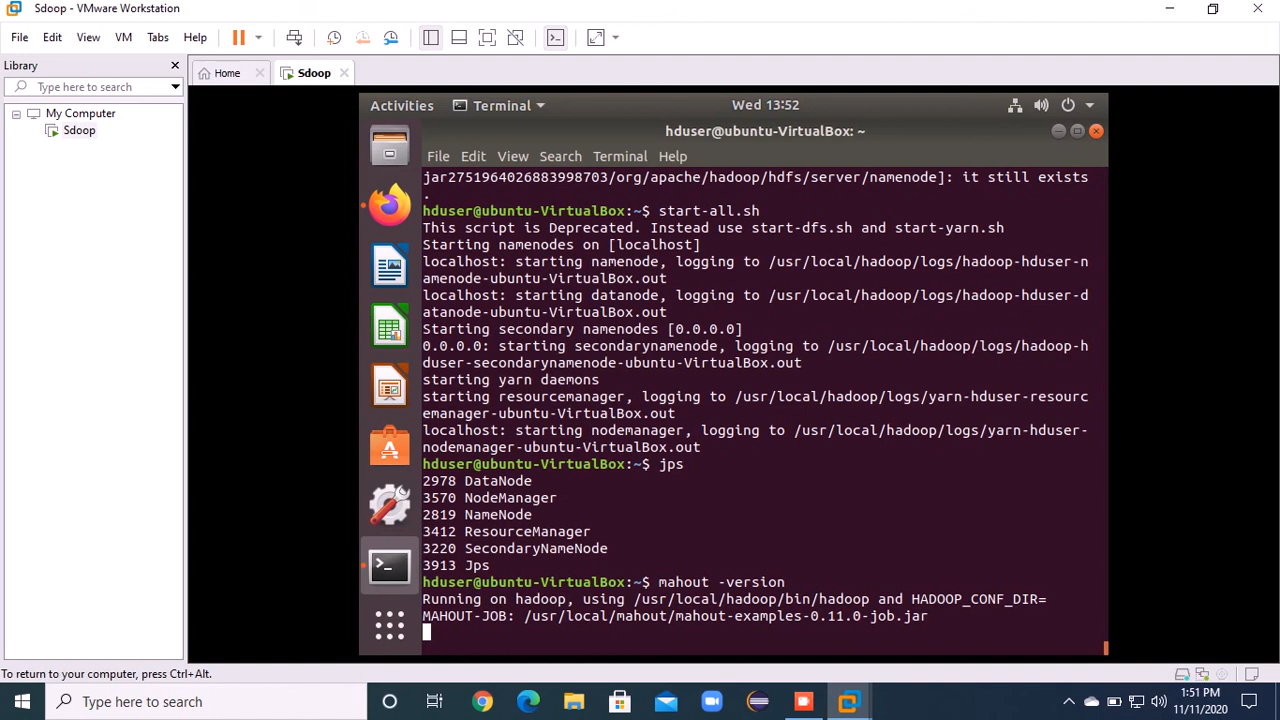 Sdoop - VMware Workstation
File Edit View VM Tabs Help
Library
Type here to search
My Computer
Sdoop
Home
Sdoop
Activities Terminal Wed 13:52
hduser@ubuntu-VirtualBox: ~
File Edit View Search Terminal Help
jar2751964026883998703/org/apache/hadoop/hdfs/server/namenode]: it still exists
.
hduser@ubuntu-VirtualBox:~$ start-all.sh
This script is Deprecated. Instead use start-dfs.sh and start-yarn.sh
Starting namenodes on [localhost]
localhost: starting namenode, logging to /usr/local/hadoop/logs/hadoop-hduser-n
amenode-ubuntu-VirtualBox.out
localhost: starting datanode, logging to /usr/local/hadoop/logs/hadoop-hduser-d
atanode-ubuntu-VirtualBox.out
Starting secondary namenodes [0.0.0.0]
0.0.0.0: starting secondarynamenode, logging to /usr/local/hadoop/logs/hadoop-h
duser-secondarynamenode-ubuntu-VirtualBox.out
starting yarn daemons
starting resourcemanager, logging to /usr/local/hadoop/logs/yarn-hduser-resourc
emanager-ubuntu-VirtualBox.out
localhost: starting nodemanager, logging to /usr/local/hadoop/logs/yarn-hduser-
nodemanager-ubuntu-VirtualBox.out
hduser@ubuntu-VirtualBox:~$ jps
2978 DataNode
3570 NodeManager
2819 NameNode
3412 ResourceManager
3220 SecondaryNameNode
3913 Jps
hduser@ubuntu-VirtualBox:~$ mahout -version
Running on hadoop, using /usr/local/hadoop/bin/hadoop and HADOOP_CONF_DIR=
MAHOUT-JOB: /usr/local/mahout/mahout-examples-0.11.0-job.jar
To return to your computer, press Ctrl+Alt.
Type here to search
1:51 PM
11/11/2020